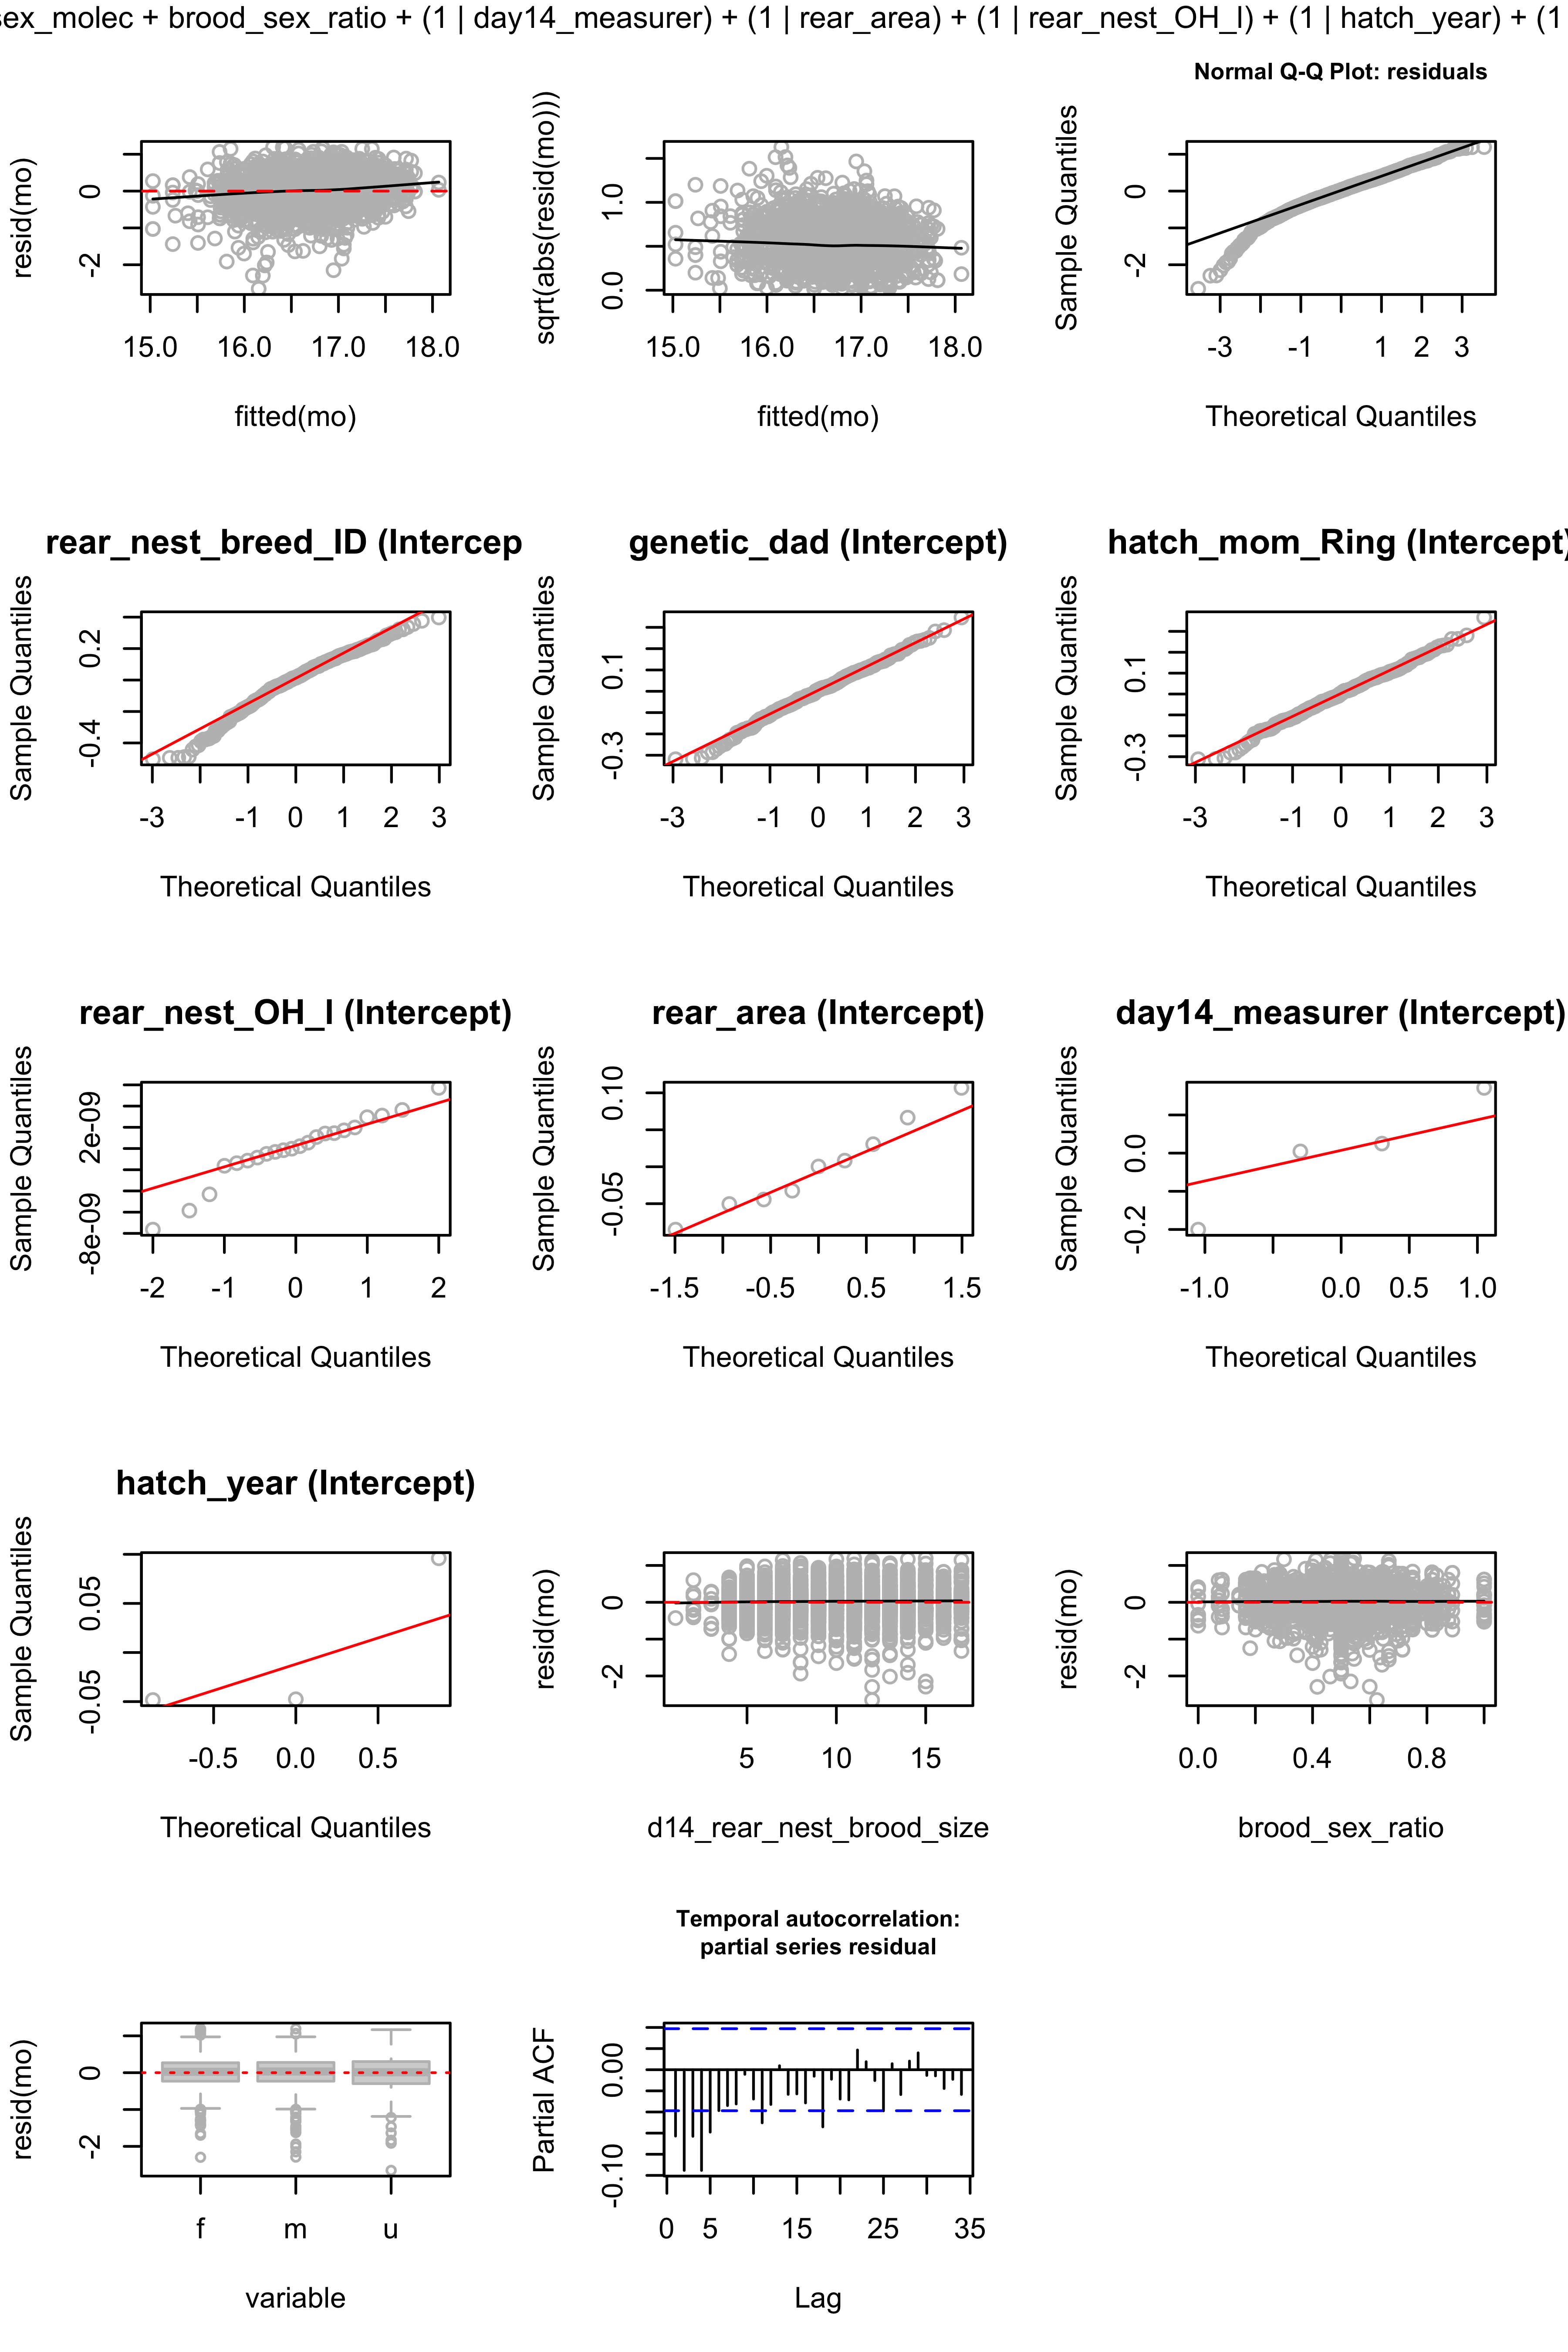 sex_molec + brood_sex_ratio + (1 | day14_measurer) + (1 | rear_area) + (1 | rear_nest_OH_l) + (1 | hatch_year) + (1
Normal Q-Q Plot: residuals
resid(mo)
0
-2
15.0 16.0 17.0 18.0
fitted(mo)
sqrt(abs(resid(mo)))
1.0
0.0
15.0 16.0 17.0 18.0
fitted(mo)
Sample Quantiles
0
-2
-3 -1 1 2 3
Theoretical Quantiles
rear_nest_breed_ID (Intercep
Sample Quantiles
0.2
-0.4
-3 -1 0 1 2 3
Theoretical Quantiles
genetic_dad (Intercept)
Sample Quantiles
0.1
-0.3
-3 -1 0 1 2 3
Theoretical Quantiles
hatch_mom_Ring (Intercept)
Sample Quantiles
0.1
-0.3
-3 -1 0 1 2 3
Theoretical Quantiles
rear_nest_OH_l (Intercept)
Sample Quantiles
2e-09
-8e-09
-2 -1 0 1 2
Theoretical Quantiles
rear_area (Intercept)
Sample Quantiles
0.10
-0.05
-1.5 -0.5 0.5 1.5
Theoretical Quantiles
day14_measurer (Intercept)
Sample Quantiles
0.0
-0.2
-1.0 0.0 0.5 1.0
Theoretical Quantiles
hatch_year (Intercept)
Sample Quantiles
0.05
-0.05
-0.5 0.0 0.5
Theoretical Quantiles
resid(mo)
0
-2
5 10 15
d14_rear_nest_brood_size
resid(mo)
0
-2
0.0 0.4 0.8
brood_sex_ratio
resid(mo)
0
-2
f m u
variable
Temporal autocorrelation:
partial series residual
Partial ACF
0.00
-0.10
0 5 15 25 35
Lag